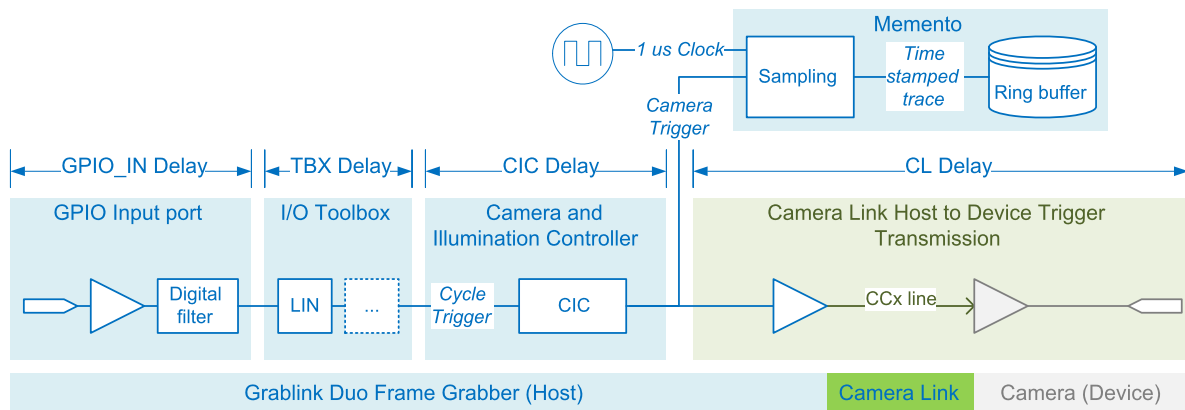 Memento
1 us Clock
Sampling
Time
stamped
trace
Ring buffer
Camera
Trigger
GPIO_IN Delay
TBX Delay
CIC Delay
CL Delay
GPIO Input port
I/O Toolbox
Camera and
Illumination Controller
Camera Link Host to Device Trigger
Transmission
Digital
filter
LIN
...
Cycle
Trigger
CIC
CCx line
Grablink Duo Frame Grabber (Host)
Camera Link
Camera (Device)